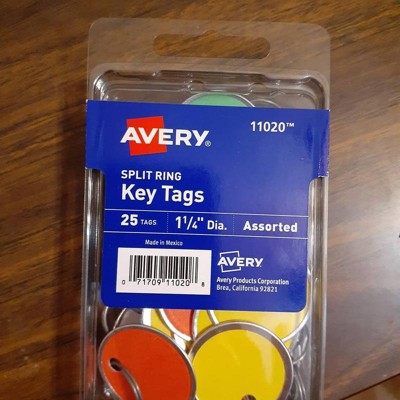 AVERY®
11020™
SPLIT RING
Key Tags
25 TAGS 1¼" Dia. Assorted
Made in Mexico
AVERY
Avery Products Corporation
Brea, California 92821
0 71709 11020 8